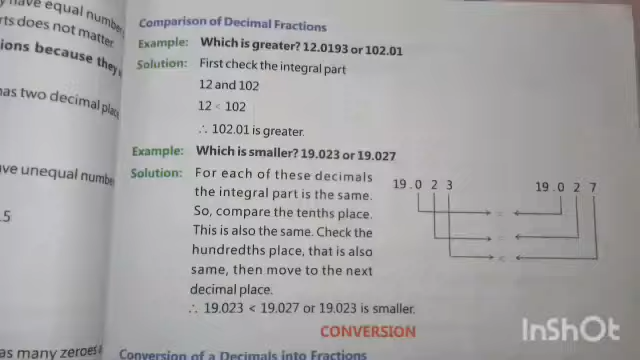 have equal number
rts does not matter.
ions because they
has two decimal place
ve unequal number
.5
as many zeroes
Comparison of Decimal Fractions
Example: Which is greater? 12.0193 or 102.01
Solution: First check the integral part
12 and 102
12 < 102
∴ 102.01 is greater.
Example: Which is smaller? 19.023 or 19.027
Solution: For each of these decimals
the integral part is the same.
So, compare the tenths place.
This is also the same. Check the
hundredths place, that is also
same, then move to the next
decimal place.
∴ 19.023 < 19.027 or 19.023 is smaller.
19.0 2 3 19.0 2 7
=
=
<
CONVERSION
Conversion of a Decimals into Fractions
InShOt